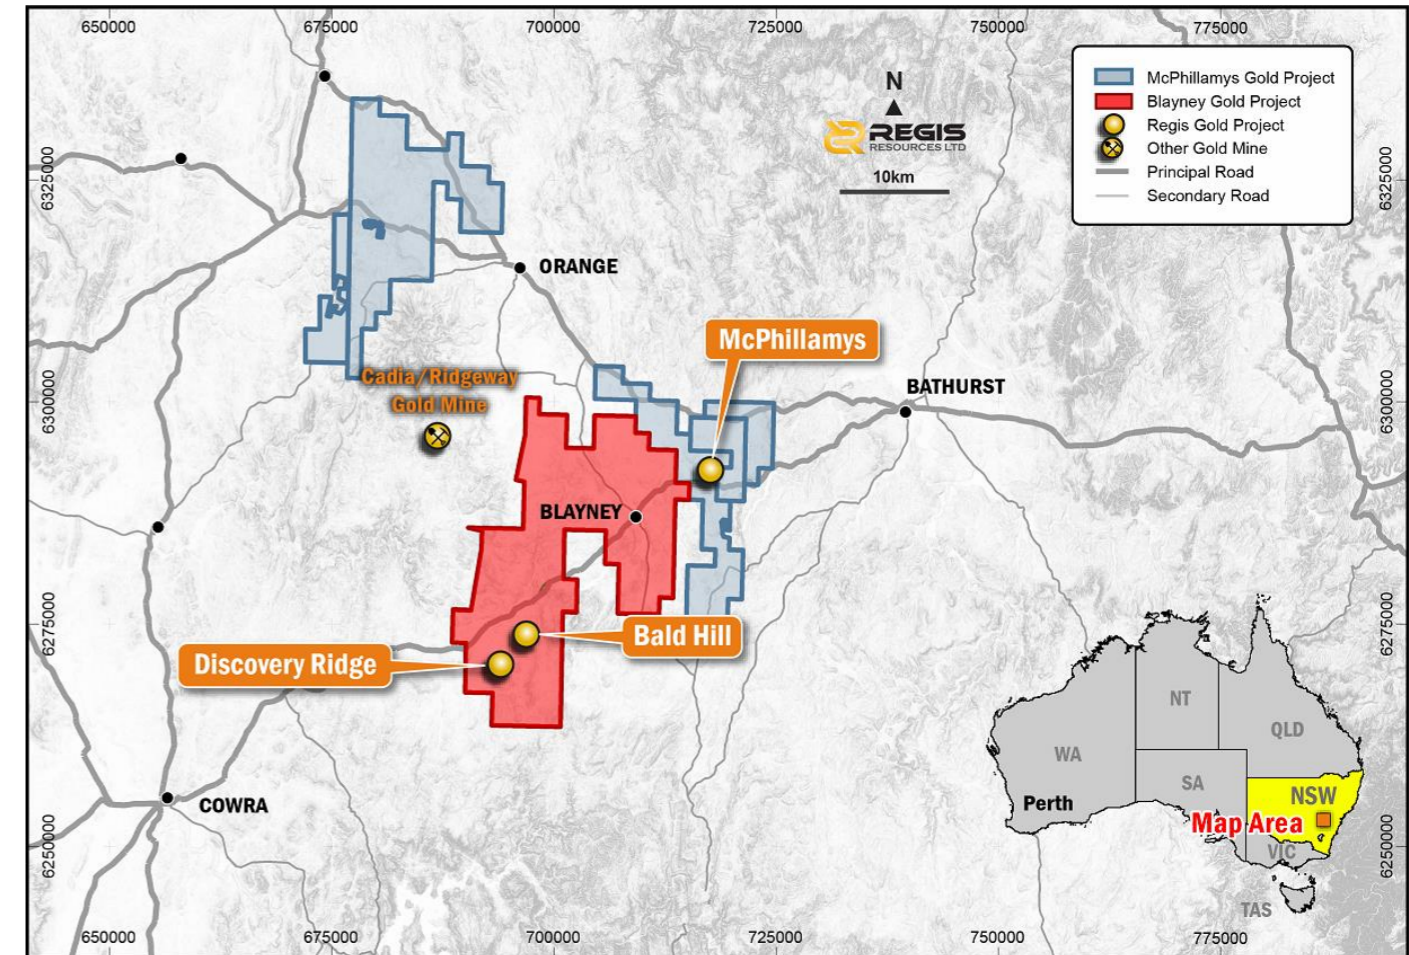 650000
675000
700000
725000
750000
775000
McPhillamys Gold Project
Blayney Gold Project
Regis Gold Project
Other Gold Mine
Principal Road
Secondary Road
N
REGIS
RESOURCES LTD
10km
6325000
6325000
ORANGE
McPhillamys
Cadia/Ridgeway
Gold Mine
BATHURST
6300000
6300000
BLAYNEY
Bald Hill
Discovery Ridge
6275000
6275000
COWRA
NT
QLD
WA
SA
NSW
Perth
Map Area
VIC
TAS
6250000
6250000
650000
675000
700000
725000
750000
775000